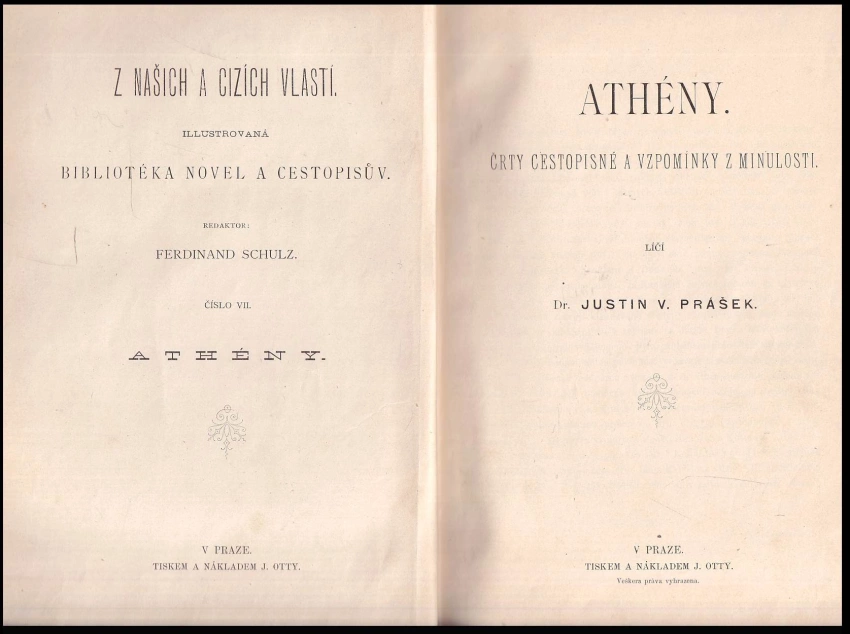 Z NAŠICH A CIZÍCH VLASTÍ.
ILLUSTROVANÁ
BIBLIOTÉKA NOVEL A CESTOPISŮV.
REDAKTOR:
FERDINAND SCHULZ.
ČÍSLO VII.
ATHÉNY.
V PRAZE.
TISKEM A NÁKLADEM J. OTTY.
ATHÉNY.
ČRTY CESTOPISNÉ A VZPOMÍNKY Z MINULOSTI.
LÍČÍ
Dr. JUSTIN V. PRÁŠEK.
V PRAZE.
TISKEM A NÁKLADEM J. OTTY.
Veškera práva vyhrazena.